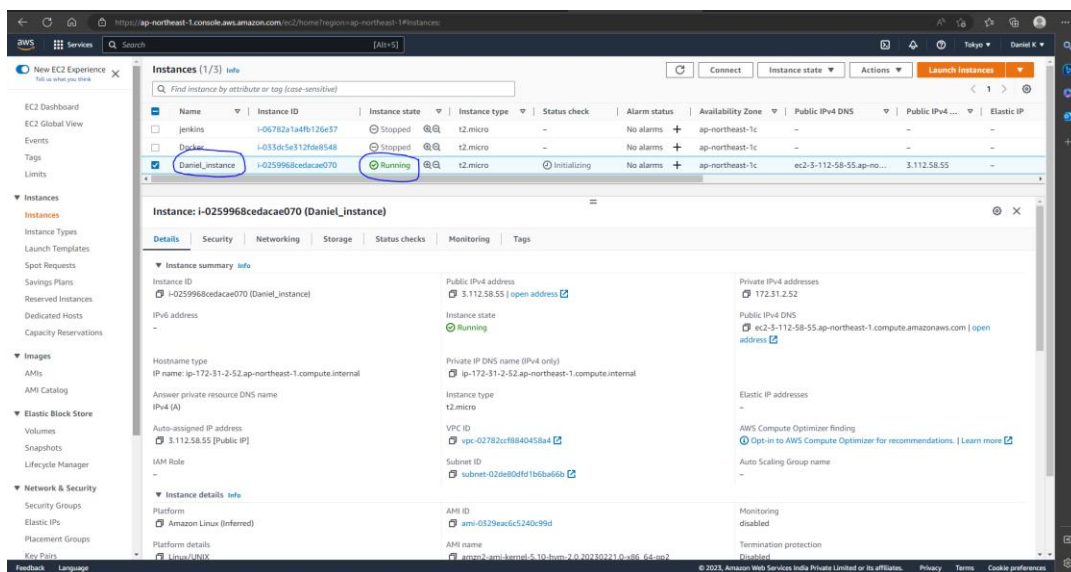 https://ap-northeast-1.console.aws.amazon.com/ec2/home?region=ap-northeast-1#Instances:
aws Services Search [Alt+S] Tokyo ▼ Daniel K ▼
New EC2 Experience
Tell us what you think
EC2 Dashboard
EC2 Global View
Events
Tags
Limits
Instances
Instances
Instance Types
Launch Templates
Spot Requests
Savings Plans
Reserved Instances
Dedicated Hosts
Capacity Reservations
Images
AMIs
AMI Catalog
Elastic Block Store
Volumes
Snapshots
Lifecycle Manager
Network & Security
Security Groups
Elastic IPs
Placement Groups
Key Pairs
Instances (1/3) Info Connect Instance state ▼ Actions ▼ Launch instances ▼
Find instance by attribute or tag (case-sensitive) < 1 >
Name Instance ID Instance state Instance type Status check Alarm status Availability Zone Public IPv4 DNS Public IPv4 ... Elastic IP
jenkins i-06782a1a4fb126e37 Stopped t2.micro – No alarms + ap-northeast-1c – – –
Docker i-033dc5e312fde8548 Stopped t2.micro – No alarms + ap-northeast-1c – – –
Daniel_instance i-0259968cedacae070 Running t2.micro Initializing No alarms + ap-northeast-1c ec2-3-112-58-55.ap-no... 3.112.58.55 –
Instance: i-0259968cedacae070 (Daniel_instance)
Details Security Networking Storage Status checks Monitoring Tags
Instance summary Info
Instance ID Public IPv4 address Private IPv4 addresses
i-0259968cedacae070 (Daniel_instance) 3.112.58.55 | open address 172.31.2.52
IPv6 address Instance state Public IPv4 DNS
– Running ec2-3-112-58-55.ap-northeast-1.compute.amazonaws.com | open
address
Hostname type Private IP DNS name (IPv4 only)
IP name: ip-172-31-2-52.ap-northeast-1.compute.internal ip-172-31-2-52.ap-northeast-1.compute.internal
Answer private resource DNS name Instance type Elastic IP addresses
IPv4 (A) t2.micro –
Auto-assigned IP address VPC ID AWS Compute Optimizer finding
3.112.58.55 [Public IP] vpc-02782ccf8840458a4 Opt-in to AWS Compute Optimizer for recommendations. | Learn more
IAM Role Subnet ID Auto Scaling Group name
– subnet-02de80dfd1b6ba66b –
Instance details Info
Platform AMI ID Monitoring
Amazon Linux (Inferred) ami-0329eac6c5240c99d disabled
Platform details AMI name Termination protection
Linux/UNIX amzn2-ami-kernel-5.10-hvm-2.0.20230221.0-x86_64-gp2 Disabled
Feedback Language © 2023, Amazon Web Services India Private Limited or its affiliates. Privacy Terms Cookie preferences